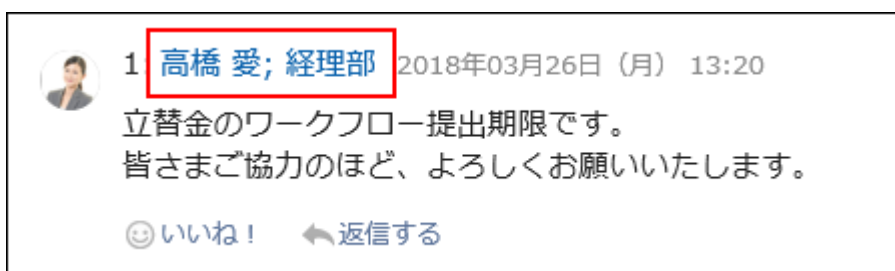 1: 高橋 愛; 経理部 2018年03月26日（月） 13:20
立替金のワークフロー提出期限です。
皆さまご協力のほど、よろしくお願いいたします。
いいね！ 返信する